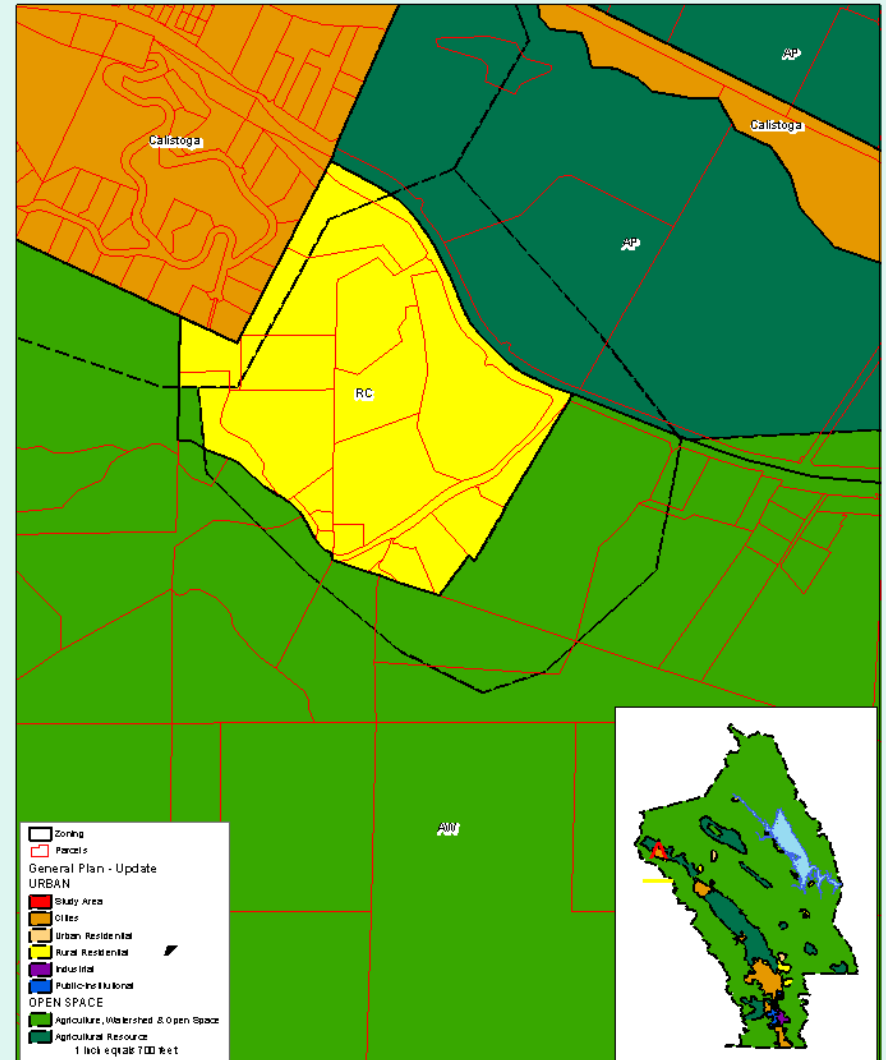 AP
Calistoga
Calistoga
AP
RC
AW
Zoning
Parcels
General Plan - Update
URBAN
Study Area
Cities
Urban Residential
Rural Residential
Industrial
Public-Institutional
OPEN SPACE
Agriculture, Watershed & Open Space
Agricultural Resource
1 inch equals 700 feet